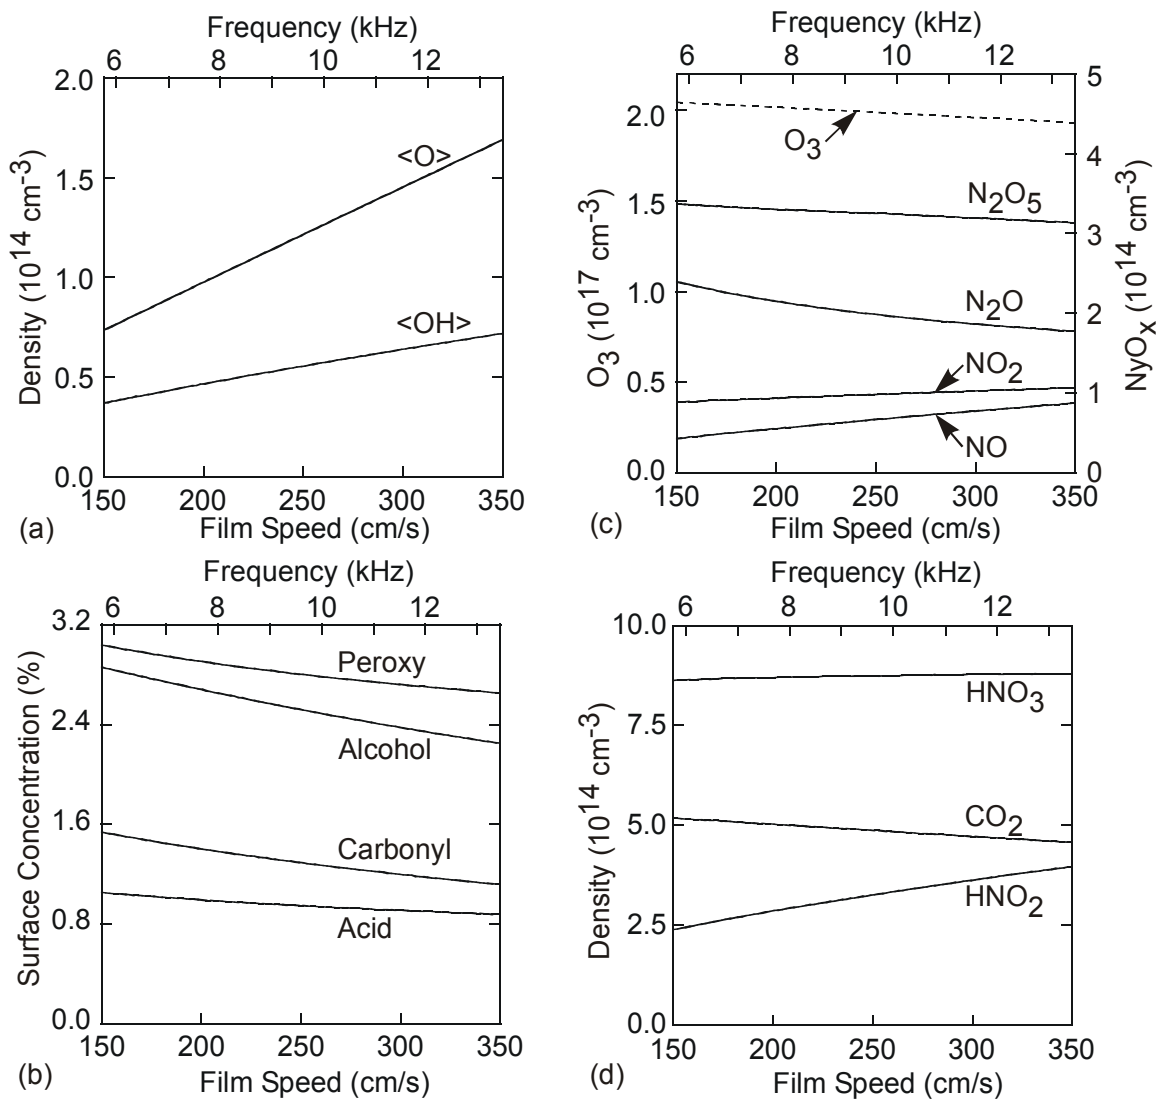 Frequency (kHz)
6 8 10 12
2.0
1.5
1.0
0.5
0.0
Density (10^14 cm^-3)
<O>
<OH>
150 200 250 300 350
(a) Film Speed (cm/s)
Frequency (kHz)
6 8 10 12
2.0
1.5
1.0
0.5
0.0
O3 (10^17 cm^-3)
5
4
3
2
1
0
NyOx (10^14 cm^-3)
O3
N2O5
N2O
NO2
NO
150 200 250 300 350
(c) Film Speed (cm/s)
Frequency (kHz)
6 8 10 12
3.2
2.4
1.6
0.8
0.0
Surface Concentration (%)
Peroxy
Alcohol
Carbonyl
Acid
150 200 250 300 350
(b) Film Speed (cm/s)
Frequency (kHz)
6 8 10 12
10.0
7.5
5.0
2.5
0.0
Density (10^14 cm^-3)
HNO3
CO2
HNO2
150 200 250 300 350
(d) Film Speed (cm/s)